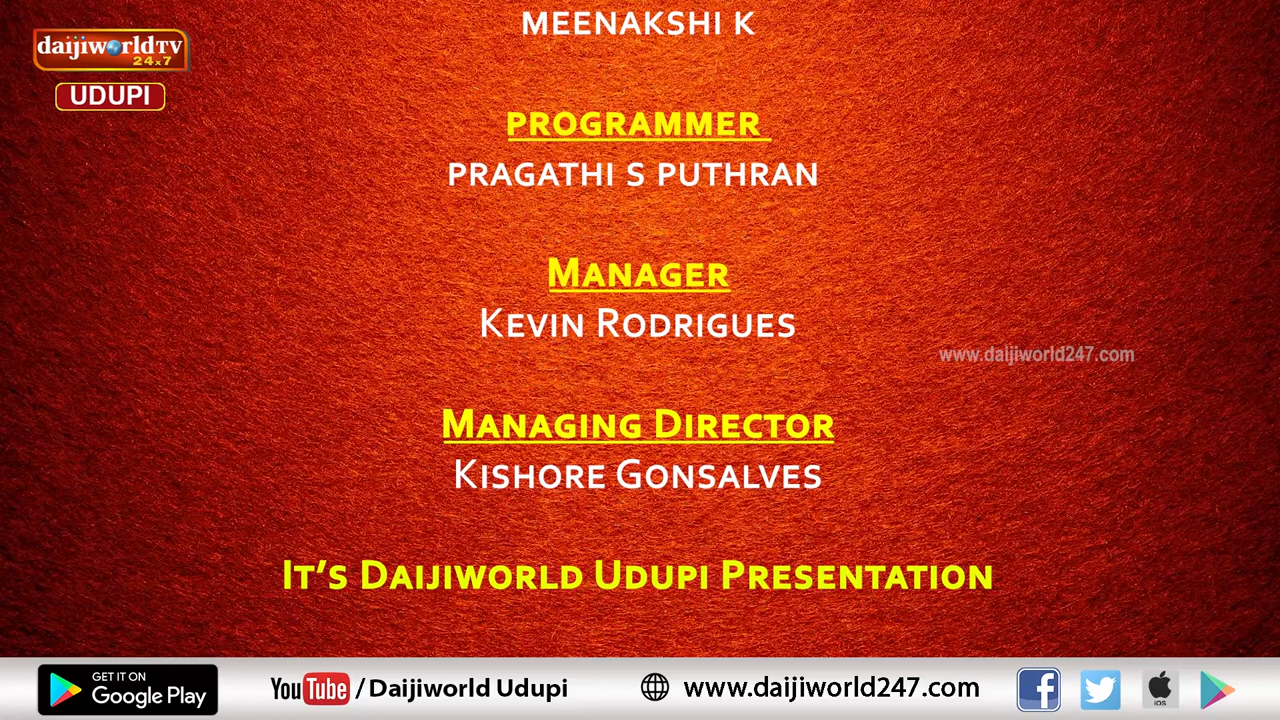 MEENAKSHI K
daijiworldTV
24x7
UDUPI
PROGRAMMER
PRAGATHI S PUTHRAN
MANAGER
KEVIN RODRIGUES
www.daijiworld247.com
MANAGING DIRECTOR
KISHORE GONSALVES
IT'S DAIJIWORLD UDUPI PRESENTATION
GET IT ON
Google Play
YouTube /Daijiworld Udupi
www.daijiworld247.com
f
iOS